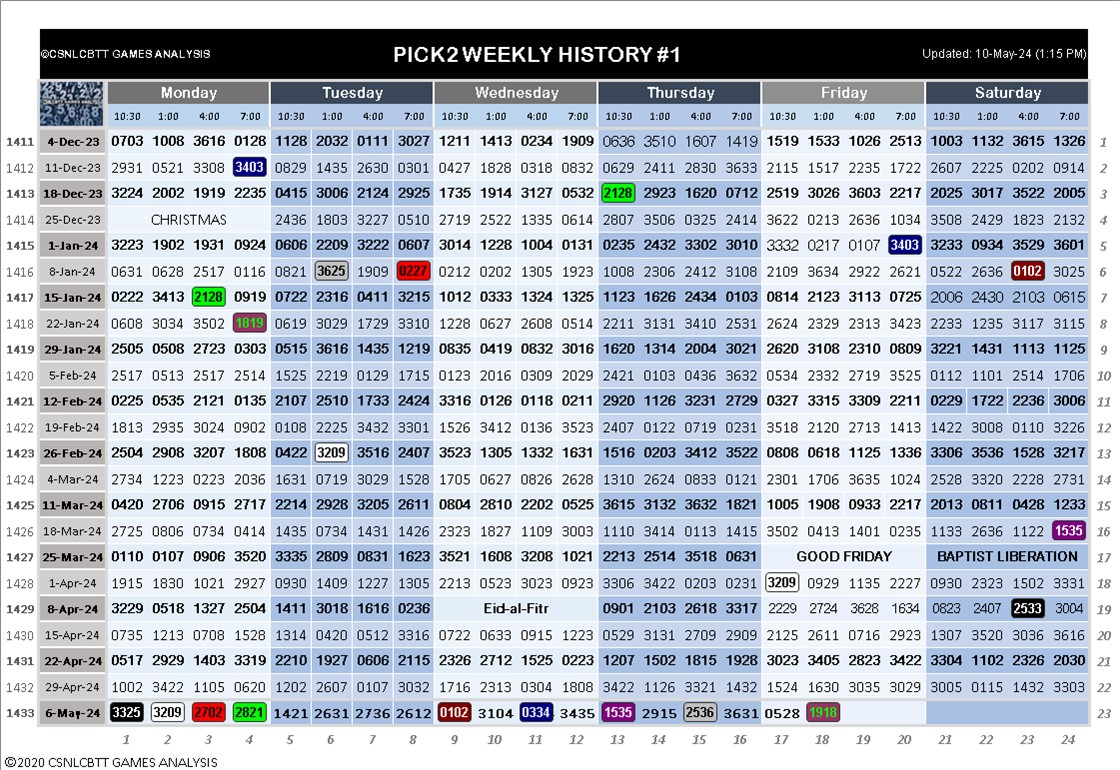 ©CSNLCBTT GAMES ANALYSIS PICK2 WEEKLY HISTORY #1 Updated: 10-May-24 (1:15 PM)
Monday Tuesday Wednesday Thursday Friday Saturday
10:30 1:00 4:00 7:00 10:30 1:00 4:00 7:00 10:30 1:00 4:00 7:00 10:30 1:00 4:00 7:00 10:30 1:00 4:00 7:00 10:30 1:00 4:00 7:00
1411 4-Dec-23 0703 1008 3616 0128 1128 2032 0111 3027 1211 1413 0234 1909 0636 3510 1607 1419 1519 1533 1026 2513 1003 1132 3615 1326 1
1412 11-Dec-23 2931 0521 3308 3403 0829 1435 2630 0301 0427 1828 0318 0832 0629 2411 2830 3633 2115 1517 2235 1722 2607 2225 0202 0914 2
1413 18-Dec-23 3224 2002 1919 2235 0415 3006 2124 2925 1735 1914 3127 0532 2128 2923 1620 0712 2519 3026 3603 2217 2025 3017 3522 2005 3
1414 25-Dec-23 CHRISTMAS 2436 1803 3227 0510 2719 2522 1335 0614 2807 3506 0325 2414 3622 0213 2636 1034 3508 2429 1823 2132 4
1415 1-Jan-24 3223 1902 1931 0924 0606 2209 3222 0607 3014 1228 1004 0131 0235 2432 3302 3010 3332 0217 0107 3403 3233 0934 3529 3601 5
1416 8-Jan-24 0631 0628 2517 0116 0821 3625 1909 0227 0212 0202 1305 1923 1008 2306 2412 3108 2109 3634 2922 2621 0522 2636 0102 3025 6
1417 15-Jan-24 0222 3413 2128 0919 0722 2316 0411 3215 1012 0333 1324 1325 1123 1626 2434 0103 0814 2123 3113 0725 2006 2430 2103 0615 7
1418 22-Jan-24 0608 3034 3502 1819 0619 3029 1729 3310 1228 0627 2608 0514 2211 3131 3410 2531 2624 2329 2313 3423 2233 1235 3117 3115 8
1419 29-Jan-24 2505 0508 2723 0303 0515 3616 1435 1219 0835 0419 0832 3016 1620 1314 2004 3021 2620 3108 2310 0809 3221 1431 1113 1125 9
1420 5-Feb-24 2517 0513 2517 2514 1525 2219 0129 1715 0123 2016 0309 2029 2421 0103 0436 3632 0534 2332 2719 3525 0112 1101 2514 1706 10
1421 12-Feb-24 0225 0535 2121 0135 2107 2510 1733 2424 3316 0126 0118 0211 2920 1126 3231 2729 0327 3315 3309 2211 0229 1722 2236 3006 11
1422 19-Feb-24 1813 2935 3024 0902 0108 2225 3432 3301 1526 3412 0136 3523 2407 0122 0719 0231 3518 2120 2713 1413 1422 3008 0110 3226 12
1423 26-Feb-24 2504 2908 3207 1808 0422 3209 3516 2407 3523 1305 1332 1631 1516 0203 3412 3522 0808 0618 1125 1336 3306 3536 1528 3217 13
1424 4-Mar-24 2734 1223 0223 2036 1631 0719 3029 1528 1705 0627 0826 2628 1310 2624 0833 0121 2301 1706 3635 1024 2528 3320 2228 2731 14
1425 11-Mar-24 0420 2706 0915 2717 2214 2928 3205 2611 0804 2810 2202 0525 3615 3132 3632 1821 1005 1908 0933 2217 2013 0811 0428 1233 15
1426 18-Mar-24 2725 0806 0734 0414 1435 0734 1431 1426 2323 1827 1109 3003 1110 3414 0113 1415 3502 0413 1401 0235 1133 2636 1122 1535 16
1427 25-Mar-24 0110 0107 0906 3520 3335 2809 0831 1623 3521 1608 3208 1021 2213 2514 3518 0631 GOOD FRIDAY BAPTIST LIBERATION 17
1428 1-Apr-24 1915 1830 1021 2927 0930 1409 1227 1305 2213 0523 3023 0923 3306 3422 0203 0231 3209 0929 1135 2227 0930 2323 1502 3331 18
1429 8-Apr-24 3229 0518 1327 2504 1411 3018 1616 0236 Eid-al-Fitr 0901 2103 2618 3317 2229 2724 3628 1634 0823 2407 2533 3004 19
1430 15-Apr-24 0735 1213 0708 1528 1314 0420 0512 3316 0722 0633 0915 1223 0529 3131 2709 2909 2125 2611 0716 2923 1307 3520 3036 3616 20
1431 22-Apr-24 0517 2929 1403 3319 2210 1927 0606 2115 2326 2712 1525 0223 1207 1502 1815 1928 3023 3405 2823 3422 3304 1102 2326 2030 21
1432 29-Apr-24 1002 3422 1105 0620 1202 2607 0107 3032 1716 2313 0304 1808 3422 1126 3321 1432 1524 1630 3035 3029 3005 0115 1432 3303 22
1433 6-May-24 3325 3209 2702 2821 1421 2631 2736 2612 0102 3104 0334 3435 1535 2915 2536 3631 0528 1918 23
1 2 3 4 5 6 7 8 9 10 11 12 13 14 15 16 17 18 19 20 21 22 23 24
©2020 CSNLCBTT GAMES ANALYSIS